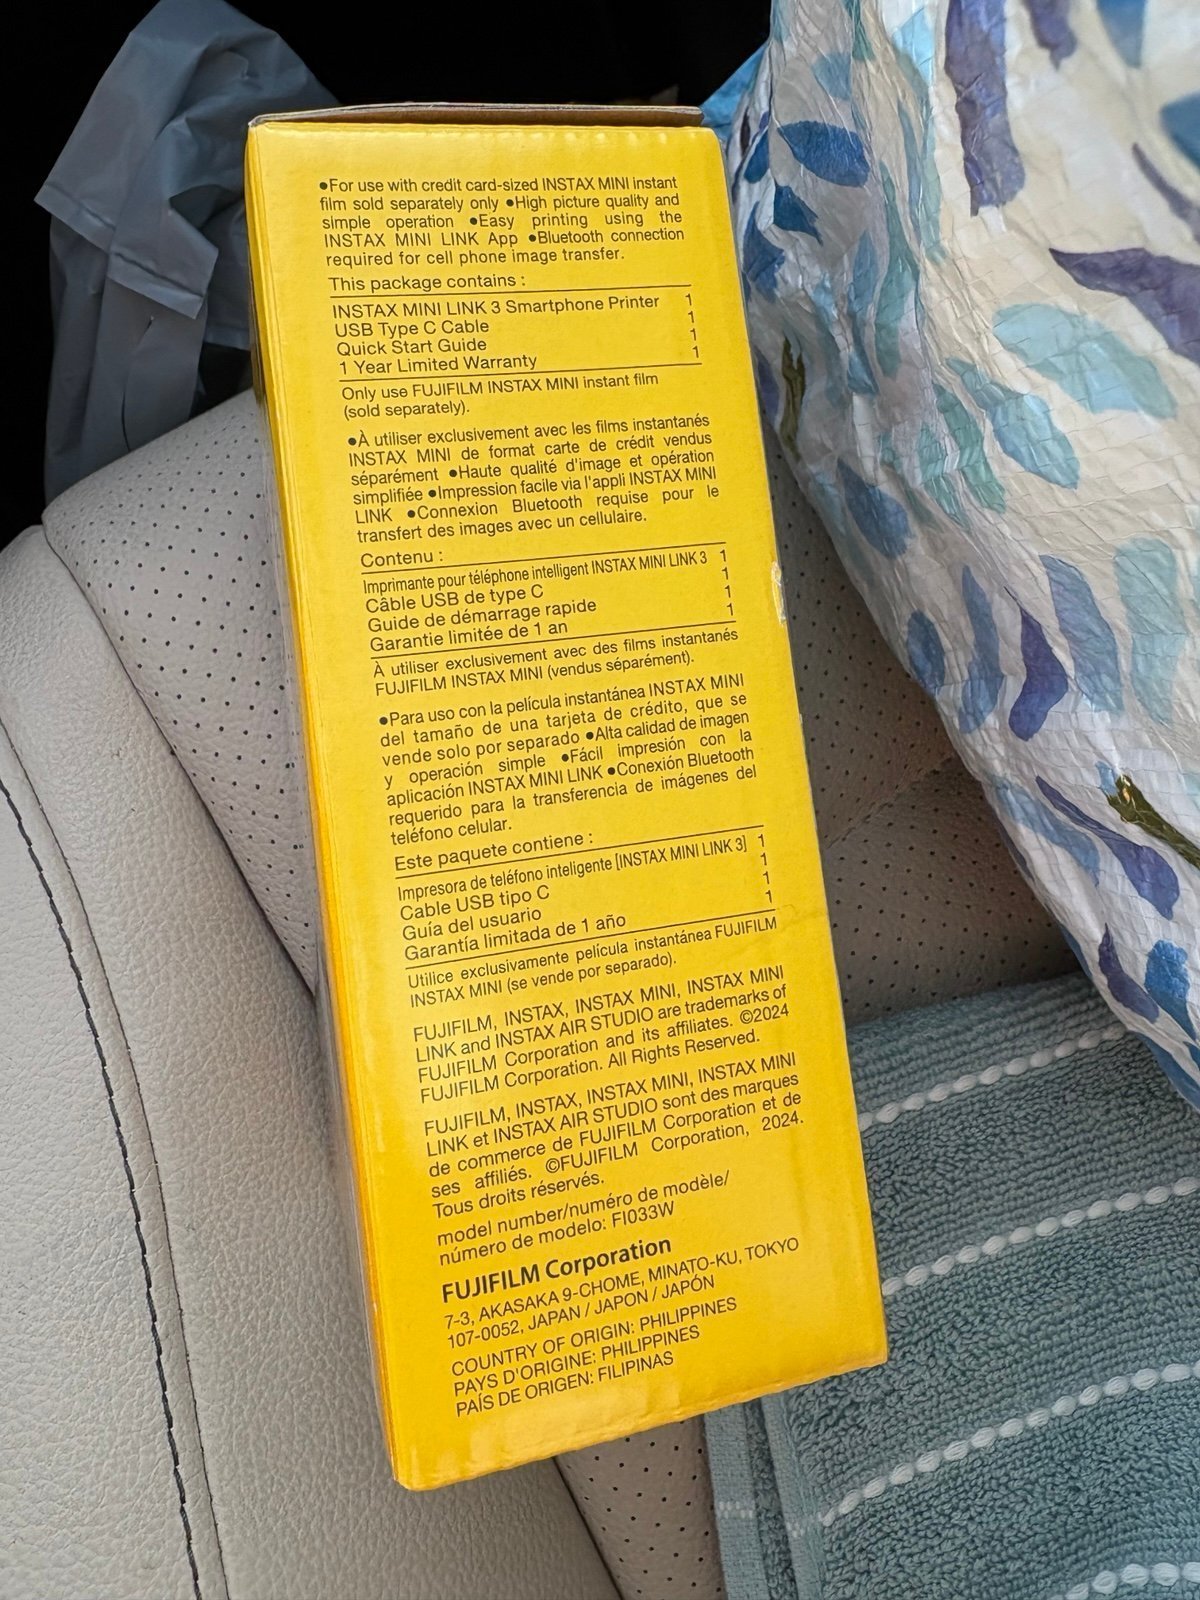 ●For use with credit card-sized INSTAX MINI instant
film sold separately only ●High picture quality and
simple operation ●Easy printing using the
INSTAX MINI LINK App ●Bluetooth connection
required for cell phone image transfer.
This package contains :
INSTAX MINI LINK 3 Smartphone Printer 1
USB Type C Cable 1
Quick Start Guide 1
1 Year Limited Warranty 1
Only use FUJIFILM INSTAX MINI instant film
(sold separately).
●À utiliser exclusivement avec les films instantanés
INSTAX MINI de format carte de crédit vendus
séparément ●Haute qualité d'image et opération
simplifiée ●Impression facile via l'appli INSTAX MINI
LINK ●Connexion Bluetooth requise pour le
transfert des images avec un cellulaire.
Contenu :
Imprimante pour téléphone intelligent INSTAX MINI LINK 3 1
Câble USB de type C 1
Guide de démarrage rapide 1
Garantie limitée de 1 an 1
À utiliser exclusivement avec des films instantanés
FUJIFILM INSTAX MINI (vendus séparément).
●Para uso con la película instantánea INSTAX MINI
del tamaño de una tarjeta de crédito, que se
vende solo por separado ●Alta calidad de imagen
y operación simple ●Fácil impresión con la
aplicación INSTAX MINI LINK ●Conexión Bluetooth
requerido para la transferencia de imágenes del
teléfono celular.
Este paquete contiene :
Impresora de teléfono inteligente [INSTAX MINI LINK 3] 1
Cable USB tipo C 1
Guía del usuario 1
Garantía limitada de 1 año 1
Utilice exclusivamente película instantánea FUJIFILM
INSTAX MINI (se vende por separado).
FUJIFILM, INSTAX, INSTAX MINI, INSTAX MINI
LINK and INSTAX AIR STUDIO are trademarks of
FUJIFILM Corporation and its affiliates. ©2024
FUJIFILM Corporation. All Rights Reserved.
FUJIFILM, INSTAX, INSTAX MINI, INSTAX MINI
LINK et INSTAX AIR STUDIO sont des marques
de commerce de FUJIFILM Corporation et de
ses affiliés. ©FUJIFILM Corporation, 2024.
Tous droits réservés.
model number/numéro de modèle/
número de modelo: FI033W
FUJIFILM Corporation
7-3, AKASAKA 9-CHOME, MINATO-KU, TOKYO
107-0052, JAPAN / JAPON / JAPÓN
COUNTRY OF ORIGIN: PHILIPPINES
PAYS D'ORIGINE: PHILIPPINES
PAÍS DE ORIGEN: FILIPINAS